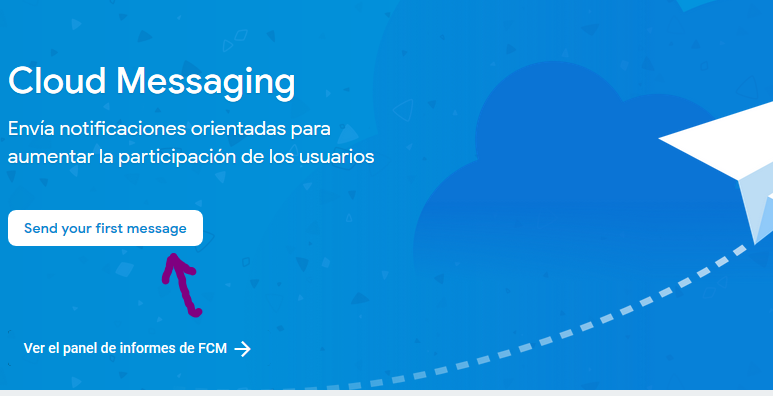 Cloud Messaging
Envía notificaciones orientadas para
aumentar la participación de los usuarios
Send your first message
Ver el panel de informes de FCM